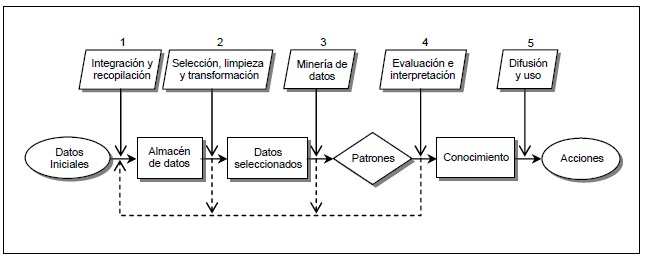 1
2
3
4
5
Integración y
recopilación
Selección, limpieza
y transformación
Minería de
datos
Evaluación e
interpretación
Difusión
y uso
Datos
Iniciales
Almacén
de datos
Datos
seleccionados
Patrones
Conocimiento
Acciones